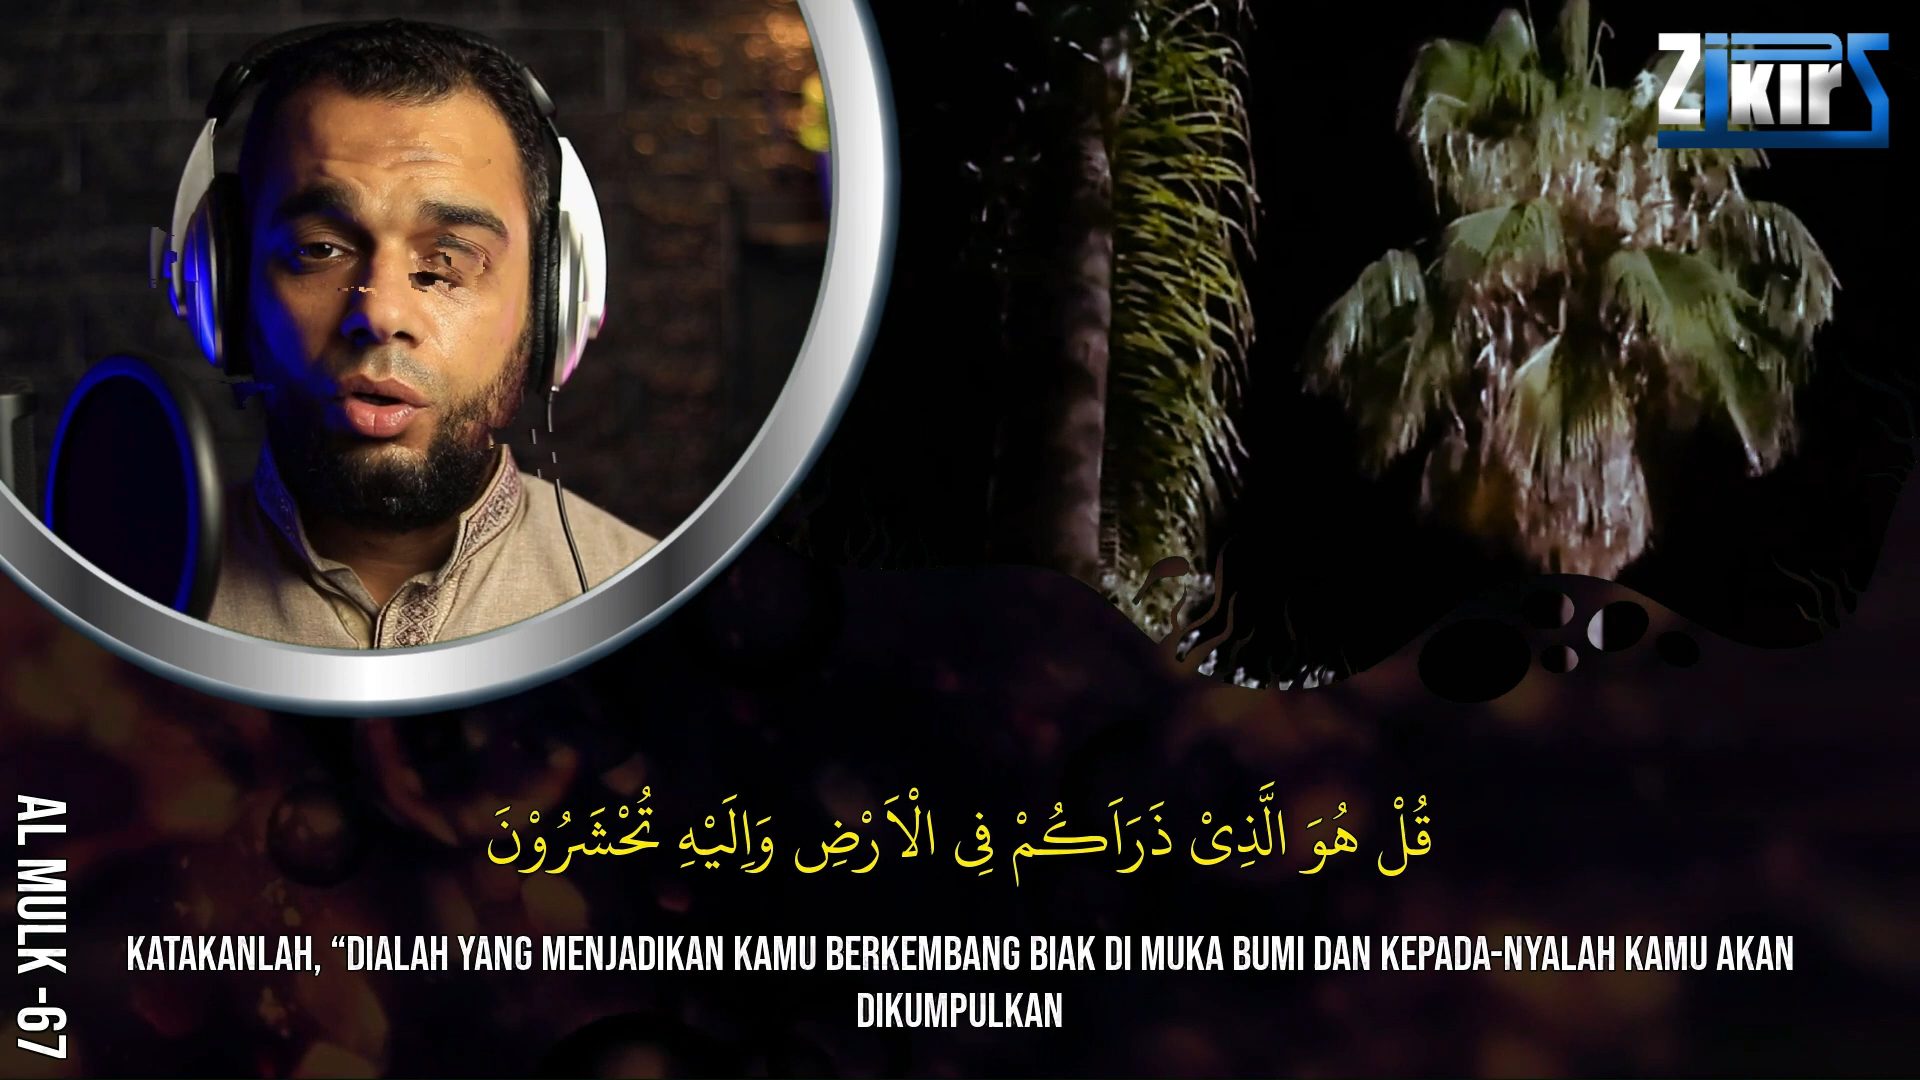 ZikirS
قُلْ هُوَ الَّذِىْ ذَرَاَكُمْ فِى الْاَرْضِ وَاِلَيْهِ تُحْشَرُوْنَ
KATAKANLAH, “DIALAH YANG MENJADIKAN KAMU BERKEMBANG BIAK DI MUKA BUMI DAN KEPADA-NYALAH KAMU AKAN
DIKUMPULKAN
AL MULK -67